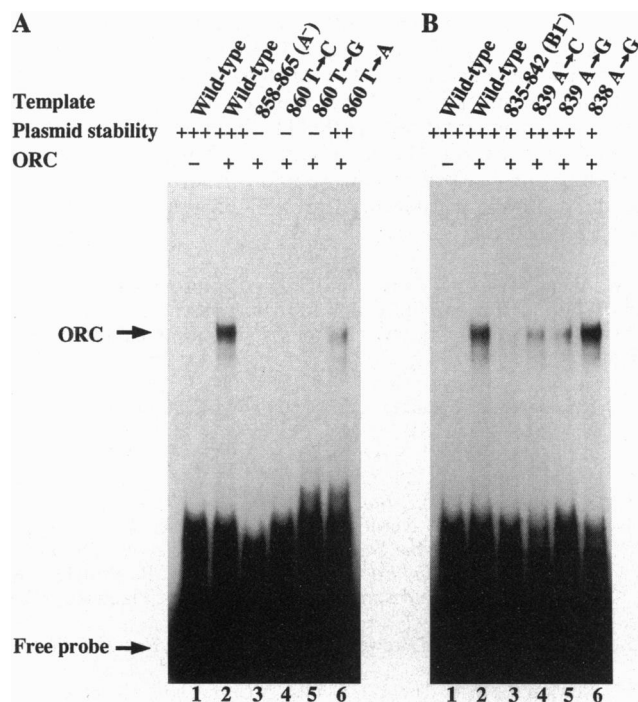 A
B
Wild-type
Wild-type
858-865 (A⁻)
860 T→C
860 T→G
860 T→A
Wild-type
Wild-type
835-842 (B1⁻)
839 A→C
839 A→G
838 A→G
Template
Plasmid stability +++ +++ − − − ++ +++ +++ + ++ ++ +
ORC − + + + + + − + + + + +
ORC
Free probe
1 2 3 4 5 6 1 2 3 4 5 6